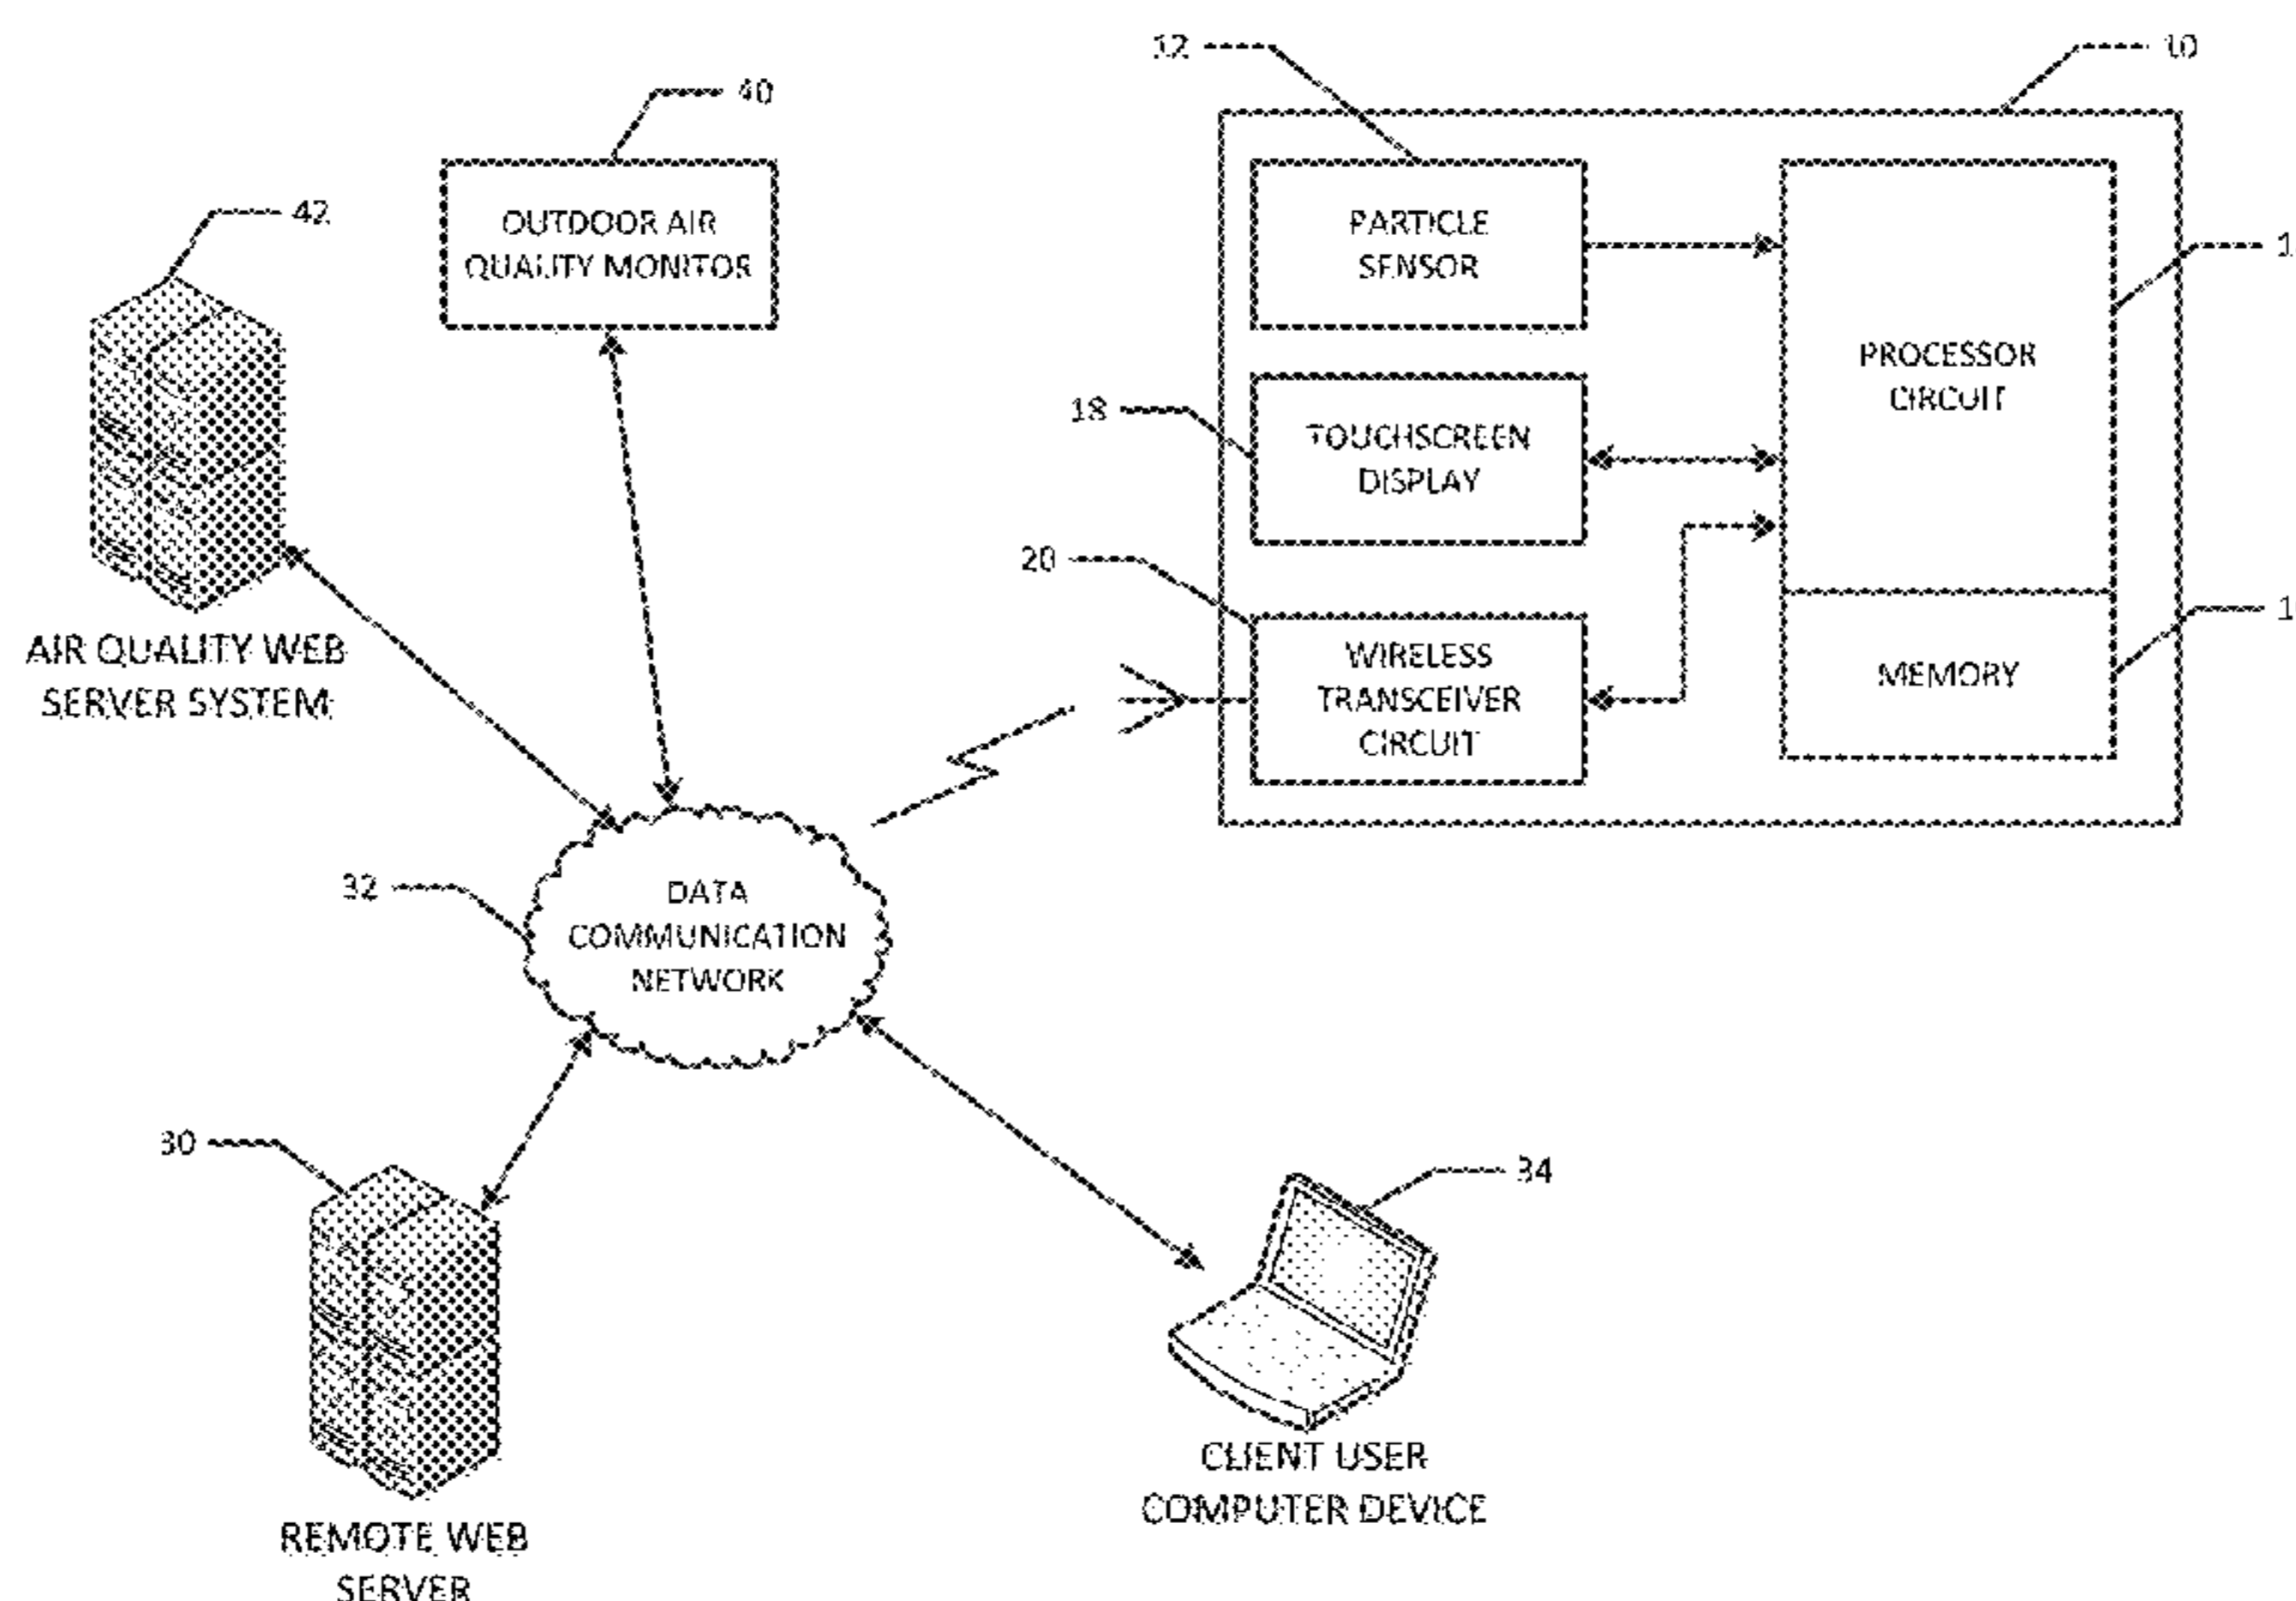 12
10
40
42
OUTDOOR AIR
QUALITY MONITOR
PARTICLE
SENSOR
1
PROCESSOR
CIRCUIT
18
TOUCHSCREEN
DISPLAY
20
WIRELESS
TRANSCEIVER
CIRCUIT
1
MEMORY
AIR QUALITY WEB
SERVER SYSTEM
32
DATA
COMMUNICATION
NETWORK
30
34
CLIENT USER
COMPUTER DEVICE
REMOTE WEB
SERVER